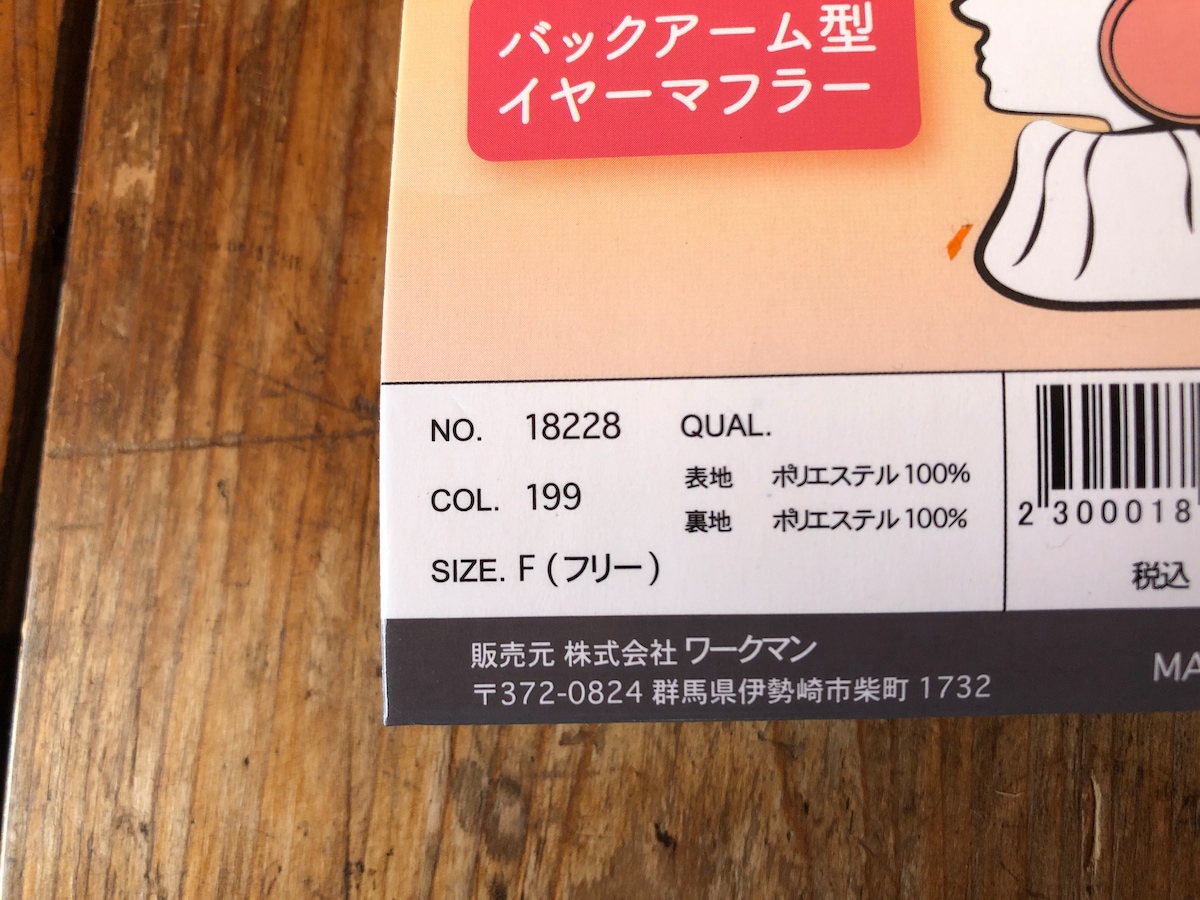 バックアーム型
イヤーマフラー
NO. 18228
COL. 199
SIZE. F (フリー)
QUAL.
表地 ポリエステル 100%
裏地 ポリエステル 100%
2 300018
税込
販売元 株式会社 ワークマン
〒372-0824 群馬県伊勢崎市柴町 1732
MA